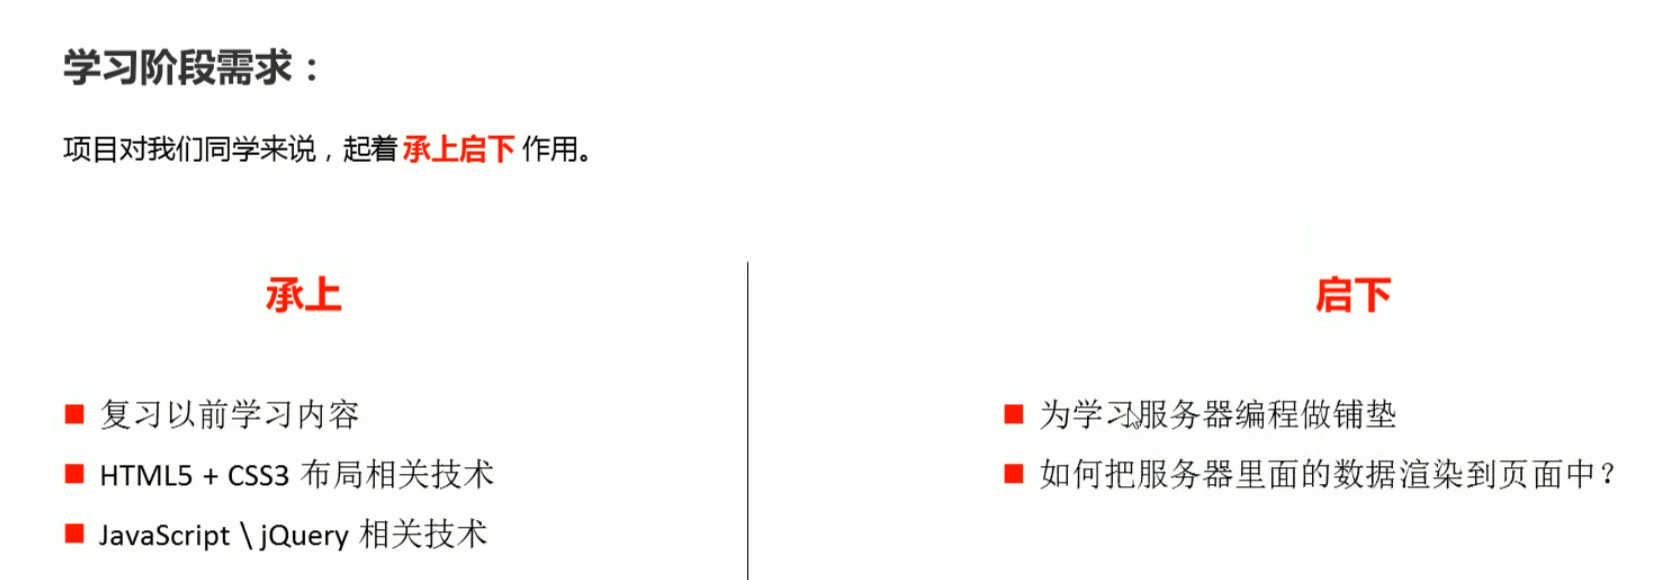 学习阶段需求：
项目对我们同学来说，起着 承上启下 作用。
承上
复习以前学习内容
HTML5 + CSS3 布局相关技术
JavaScript \ jQuery 相关技术
启下
为学习服务器编程做铺垫
如何把服务器里面的数据渲染到页面中？